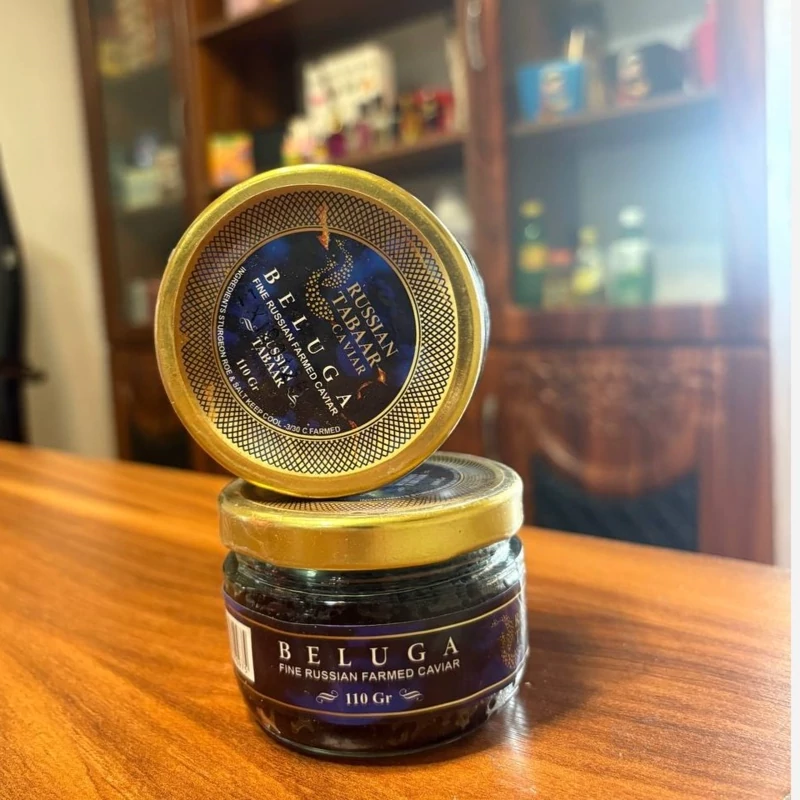 RUSSIAN
TABAAR
CAVIAR
BELUGA
FINE RUSSIAN FARMED CAVIAR
RUSSIAN
TABAAR
110 Gr
INGREDIENTS STURGEON ROE & SALT KEEP COOL -3/30 C FARMED
BELUGA
FINE RUSSIAN FARMED CAVIAR
110 Gr